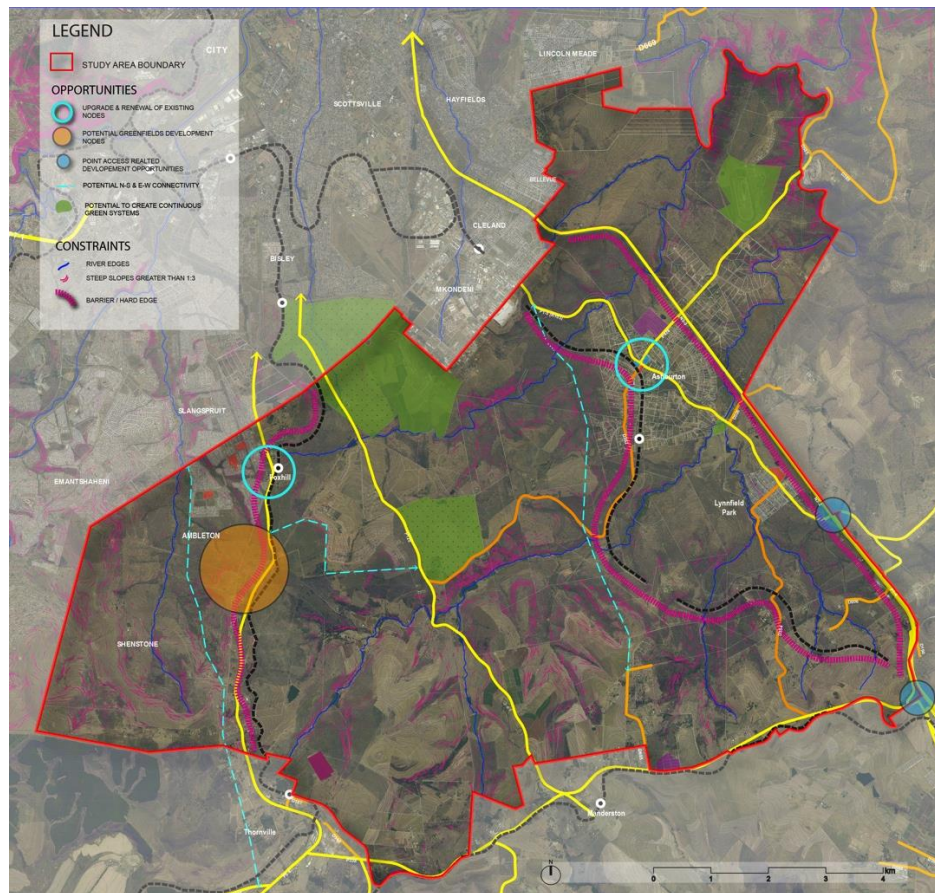 LEGEND
STUDY AREA BOUNDARY
OPPORTUNITIES
UPGRADE & RENEWAL OF EXISTING
NODES
POTENTIAL GREENFIELDS DEVELOPMENT
NODES
POINT ACCESS REALTED
DEVLOPEMENT OPPORTUNITIES
POTENTIAL N-S & E-W CONNECTIVITY
POTENTIAL TO CREATE CONTINUOUS
GREEN SYSTEMS
CONSTRAINTS
RIVER EDGES
STEEP SLOPES GREATER THAN 1:3
BARRIER / HARD EDGE
CITY
LINCOLN MEADE
D669
SCOTTSVILLE
HAYFIELDS
BELLEVUE
CLELAND
BISLEY
MKONDENI
Ashburton
SLANGSPRUIT
EMANTSHAHENI
Foxhill
Lynnfield
Park
AMBLETON
SHENSTONE
Thornville
Manderston
N
0 1 2 3 4 km